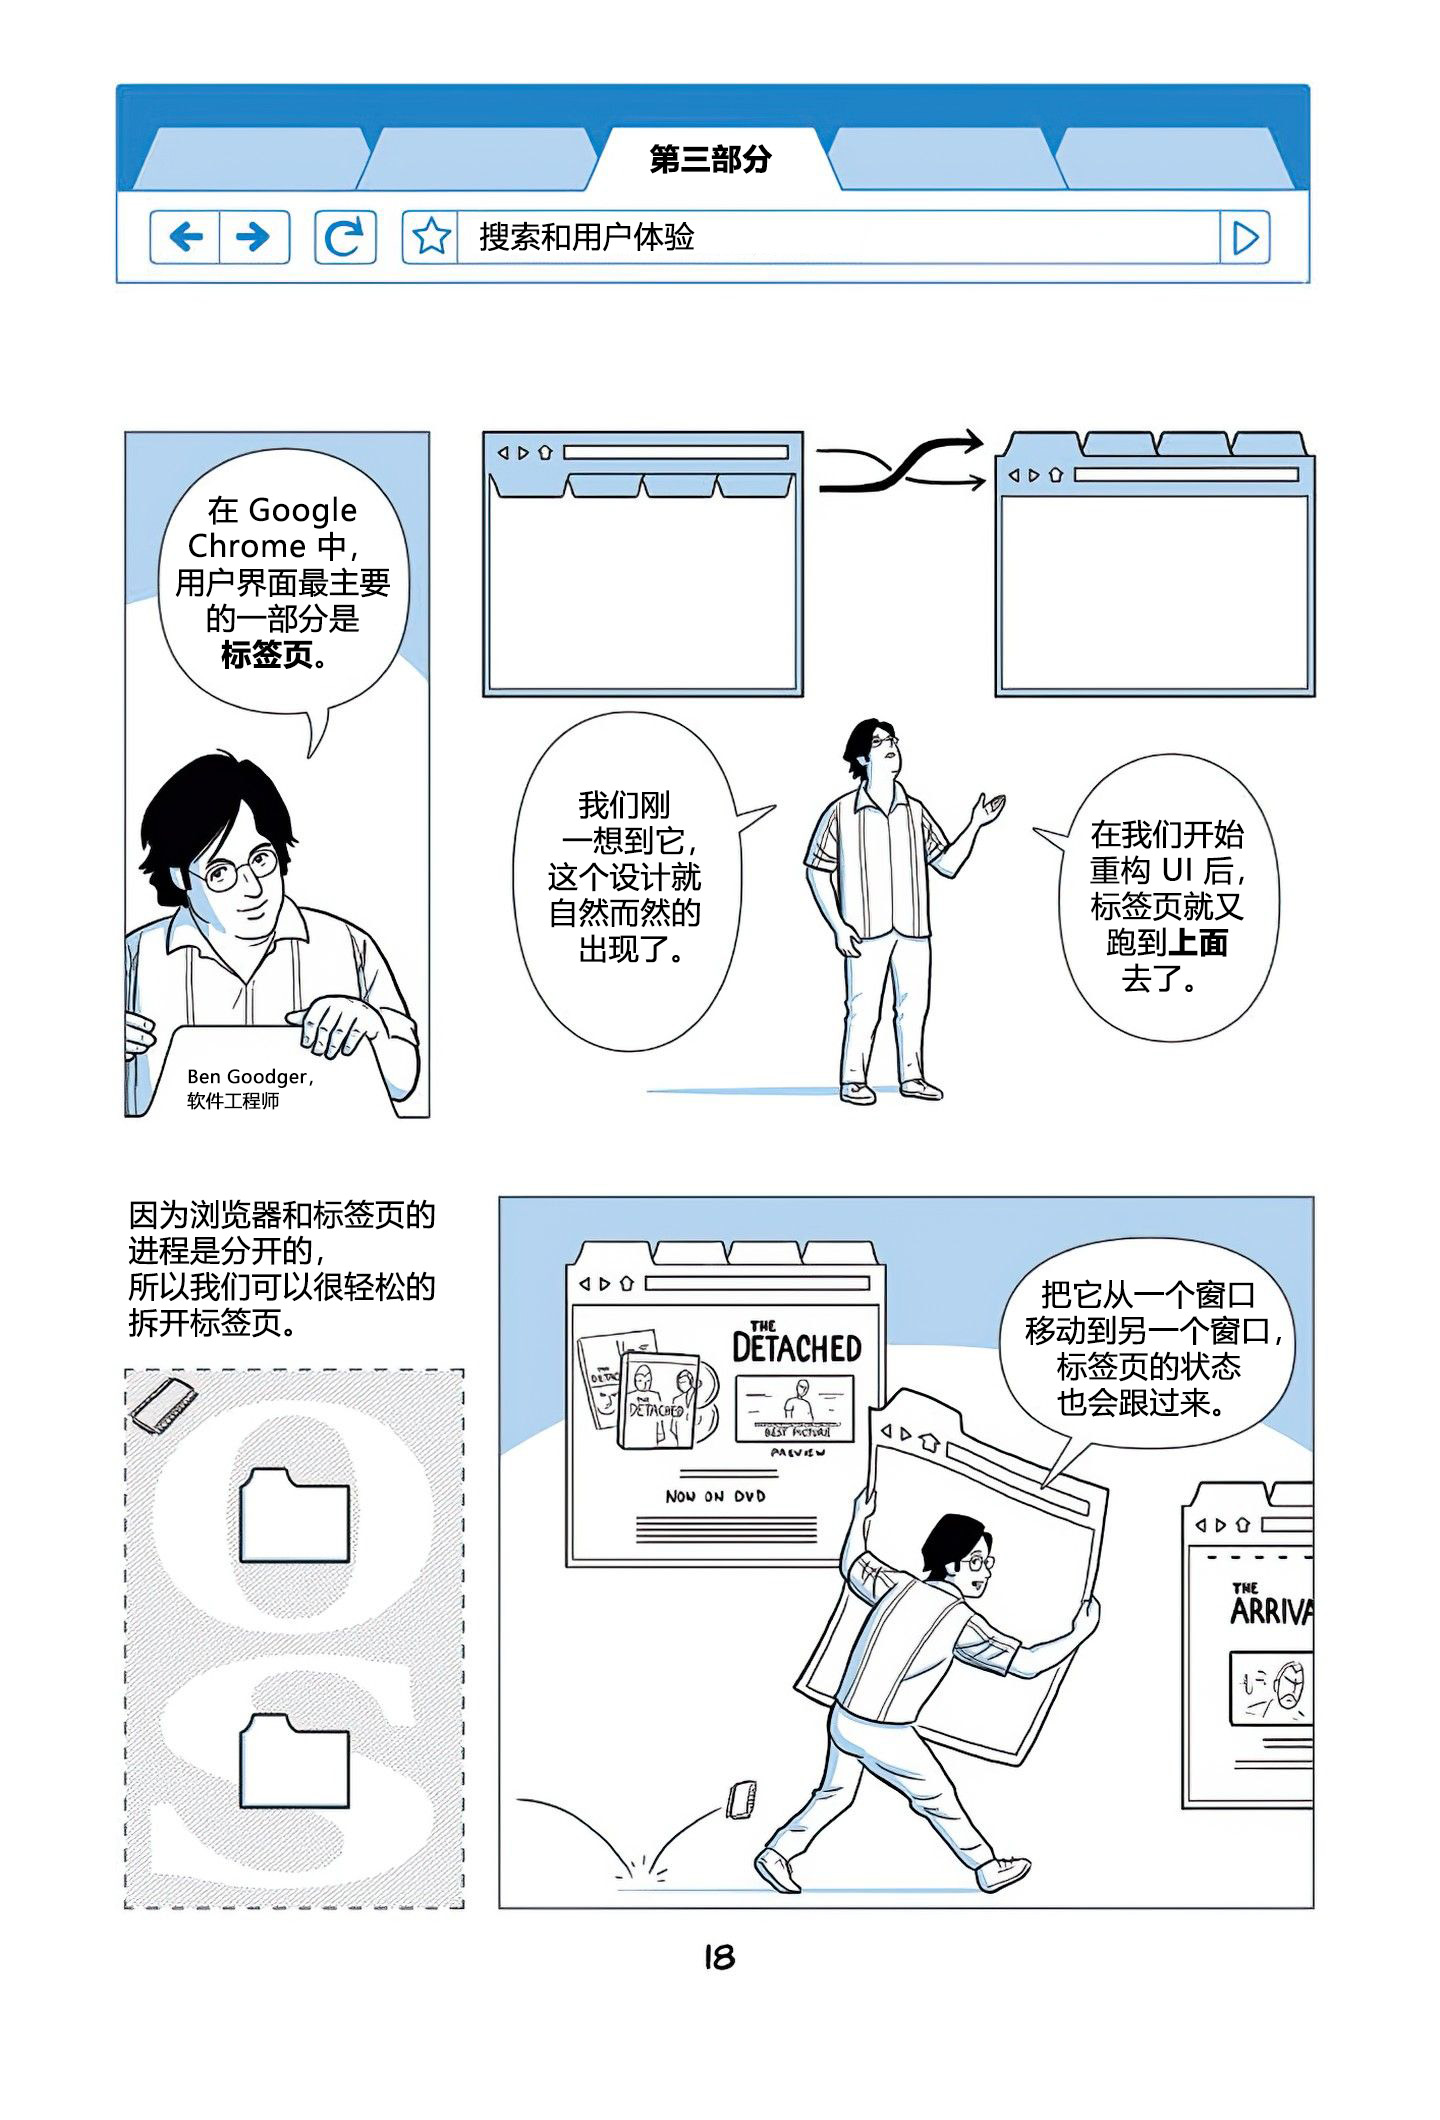 第三部分
搜索和用户体验
在 Google
Chrome 中，
用户界面最主要
的一部分是
标签页。
Ben Goodger，
软件工程师
我们刚
一想到它，
这个设计就
自然而然的
出现了。
在我们开始
重构 UI 后，
标签页就又
跑到上面
去了。
因为浏览器和标签页的
进程是分开的，
所以我们可以很轻松的
拆开标签页。
OS
THE
DETACHED
THE
DETAC
THE
DETACHED
BEST PICTURE
PREVIEW
NOW ON DVD
把它从一个窗口
移动到另一个窗口，
标签页的状态
也会跟过来。
THE
ARRIVA
18